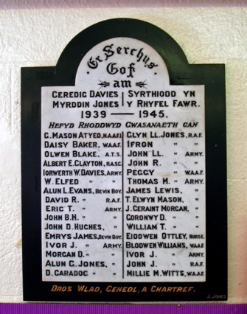 Er Serchus
Gof
am
CEREDIC DAVIES SYRTHIODD YN
MYRDDIN JONES Y RHYFEL FAWR.
1939 — 1945.
HEFYD RHODDWYD GWASANAETH GAN
C. MASON ATYEO, N.A.A.F.I. GLYN LL. JONES, R.A.F.
DAISY BAKER, W.A.A.F. IFRON " "
OLWEN BLAKE, A.T.S. JOHN LL. " ARMY.
ALBERT E. CLAYTON, R.A.S.C. JOHN R. " "
IORWERTH W. DAVIES, ARMY. PEGGY " W.A.A.F.
W. ELFED " " THOMAS M. " ARMY.
ALUN L. EVANS, BEVIN BOY. JAMES LEWIS, "
DAVID R. " R.A.F. T. ELWYN MASON, "
ERIC T. " ARMY. J. GERAINT MORGAN, "
JOHN B.H. " " GORONWY D. " "
JOHN D. HUGHES, " WILLIAM T. " "
EMRYS JAMES, BEVIN BOY. EIDDWEN OTTLEY, NURSE.
IVOR J. " ARMY. BLODWEN WILLIAMS, W.A.A.F.
MORGAN D. " " IVOR J. " ARMY.
ALUN C. JONES, " JOHN J. " R.A.F.
D. CARADOC " " MILLIE M. WITTS, W.A.A.F.
DROS WLAD, CENEDL, A CHARTREF.